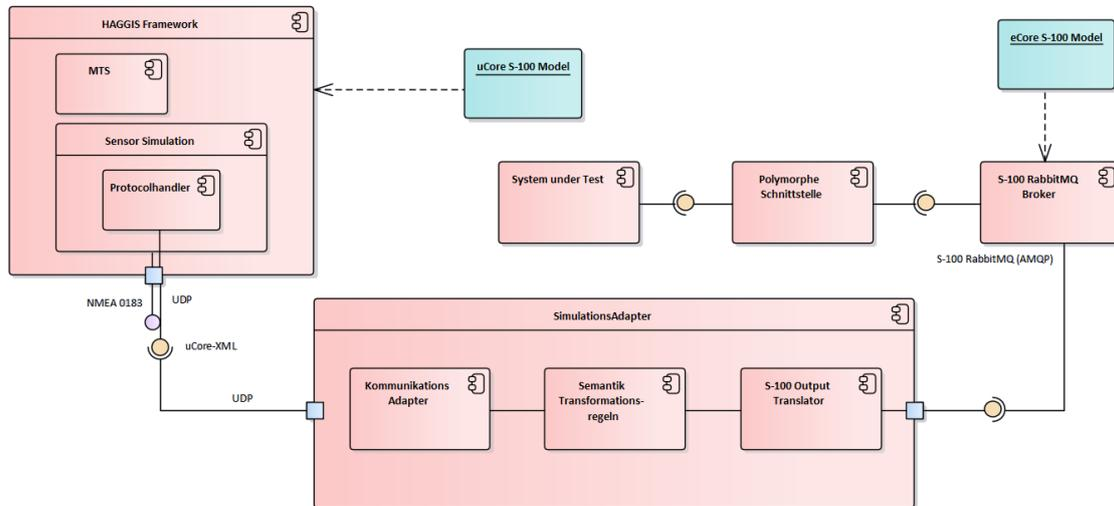 HAGGIS Framework
MTS
Sensor Simulation
Protocolhandler
uCore S-100 Model
eCore S-100 Model
System under Test
Polymorphe
Schnittstelle
S-100 RabbitMQ
Broker
S-100 RabbitMQ (AMQP)
NMEA 0183
UDP
uCore-XML
UDP
SimulationsAdapter
Kommunikations
Adapter
Semantik
Transformations-
regeln
S-100 Output
Translator